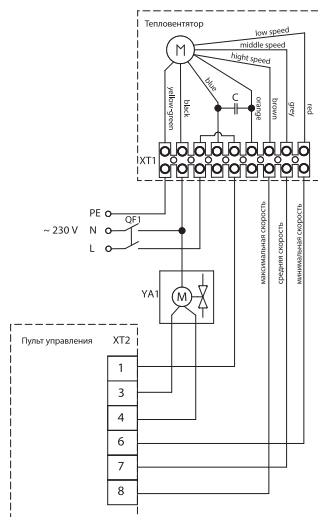 Тепловентятор
low speed
middle speed
hight speed
M
yellow-green
black
blue
C
orange
brown
grey
red
XT1
PE
QF1
~ 230 V
N
L
максимальная скорость
средняя скорость
минимальная скорость
YA1
M
Пульт управления
XT2
1
3
4
6
7
8